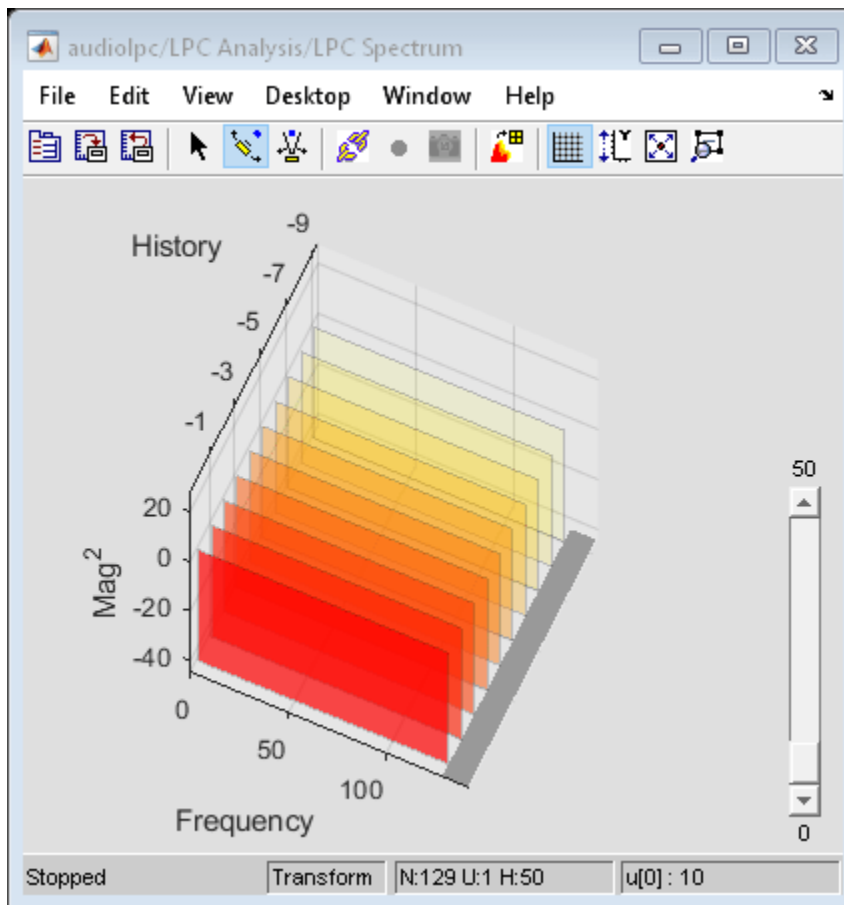 audiolpc/LPC Analysis/LPC Spectrum
File Edit View Desktop Window Help
History
-9
-7
-5
-3
-1
50
20
0
-20
-40
Mag²
0
50
100
Frequency
0
Stopped Transform N:129 U:1 H:50 u[0] : 10